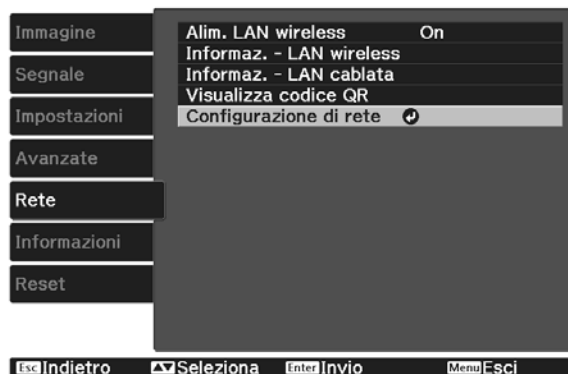 Immagine
Segnale
Impostazioni
Avanzate
Rete
Informazioni
Reset
Alim. LAN wireless On
Informaz. - LAN wireless
Informaz. - LAN cablata
Visualizza codice QR
Configurazione di rete
Esc Indietro Seleziona Enter Invio Menu Esci